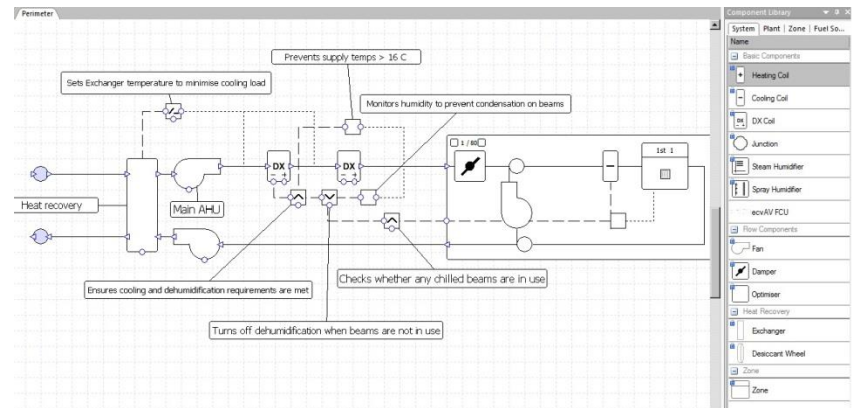 Perimeter
Prevents supply temps > 16 C
Sets Exchanger temperature to minimise cooling load
Monitors humidity to prevent condensation on beams
1 / 60
1st 1
DX
DX
Heat recovery
Main AHU
Ensures cooling and dehumidification requirements are met
Checks whether any chilled beams are in use
Turns off dehumidification when beams are not in use
Component Library
System Plant Zone Fuel So...
Name
Basic Components
Heating Coil
Cooling Coil
DX
DX Coil
Junction
Steam Humidifier
Spray Humidifier
ecvAV FCU
Flow Components
Fan
Damper
Optimiser
Heat Recovery
Exchanger
Desiccant Wheel
Zone
Zone